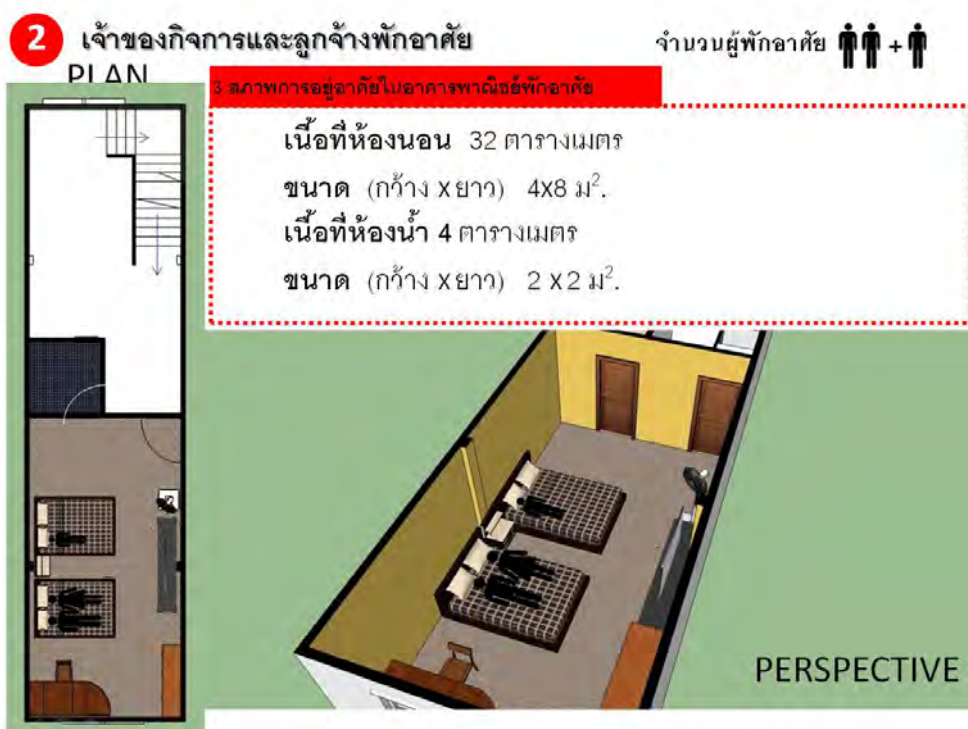 2 เจ้าของกิจการและลูกจ้างพักอาศัย
จำนวนผู้พักอาศัย +
PLAN
3.สภาพการอยู่อาศัยในอาคารพาณิชย์พักอาศัย
เนื้อที่ห้องนอน 32 ตารางเมตร
ขนาด (กว้าง x ยาว) 4x8 ม².
เนื้อที่ห้องน้ำ 4 ตารางเมตร
ขนาด (กว้าง x ยาว) 2 x 2 ม².
PERSPECTIVE